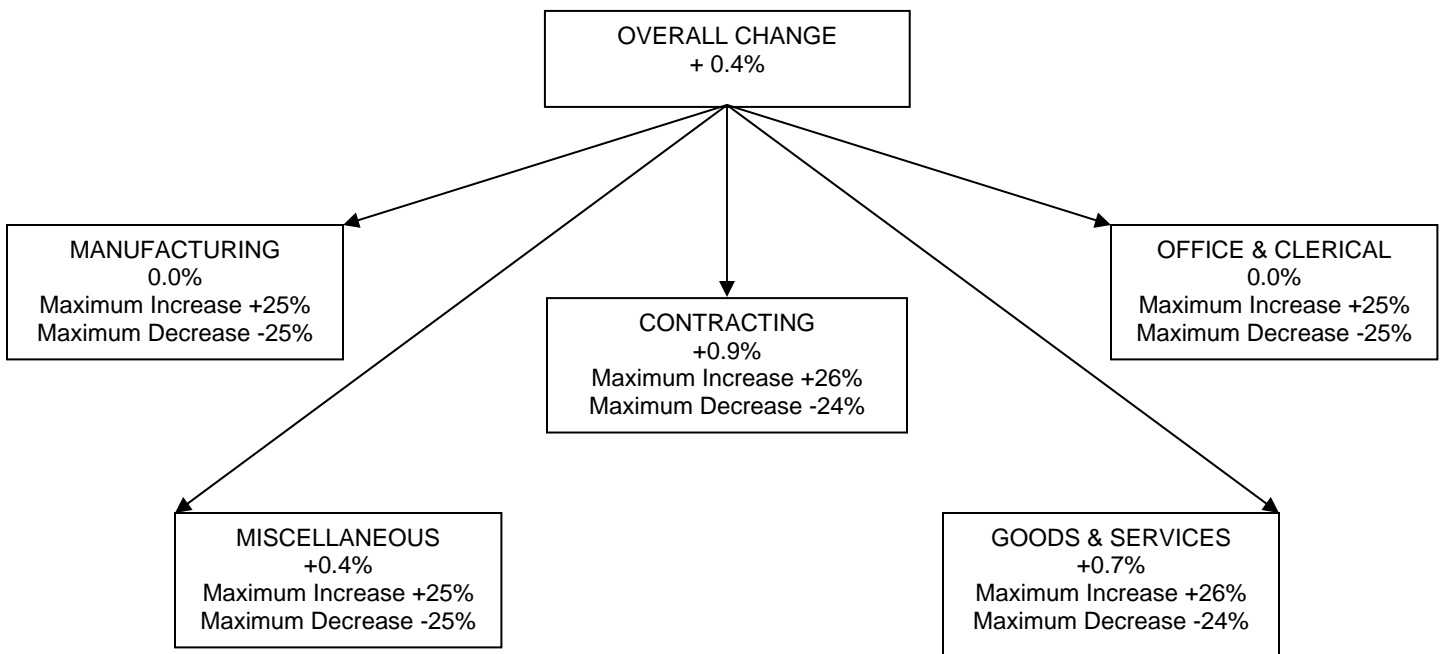 OVERALL CHANGE
+ 0.4%
MANUFACTURING
0.0%
Maximum Increase +25%
Maximum Decrease -25%
OFFICE & CLERICAL
0.0%
Maximum Increase +25%
Maximum Decrease -25%
CONTRACTING
+0.9%
Maximum Increase +26%
Maximum Decrease -24%
MISCELLANEOUS
+0.4%
Maximum Increase +25%
Maximum Decrease -25%
GOODS & SERVICES
+0.7%
Maximum Increase +26%
Maximum Decrease -24%